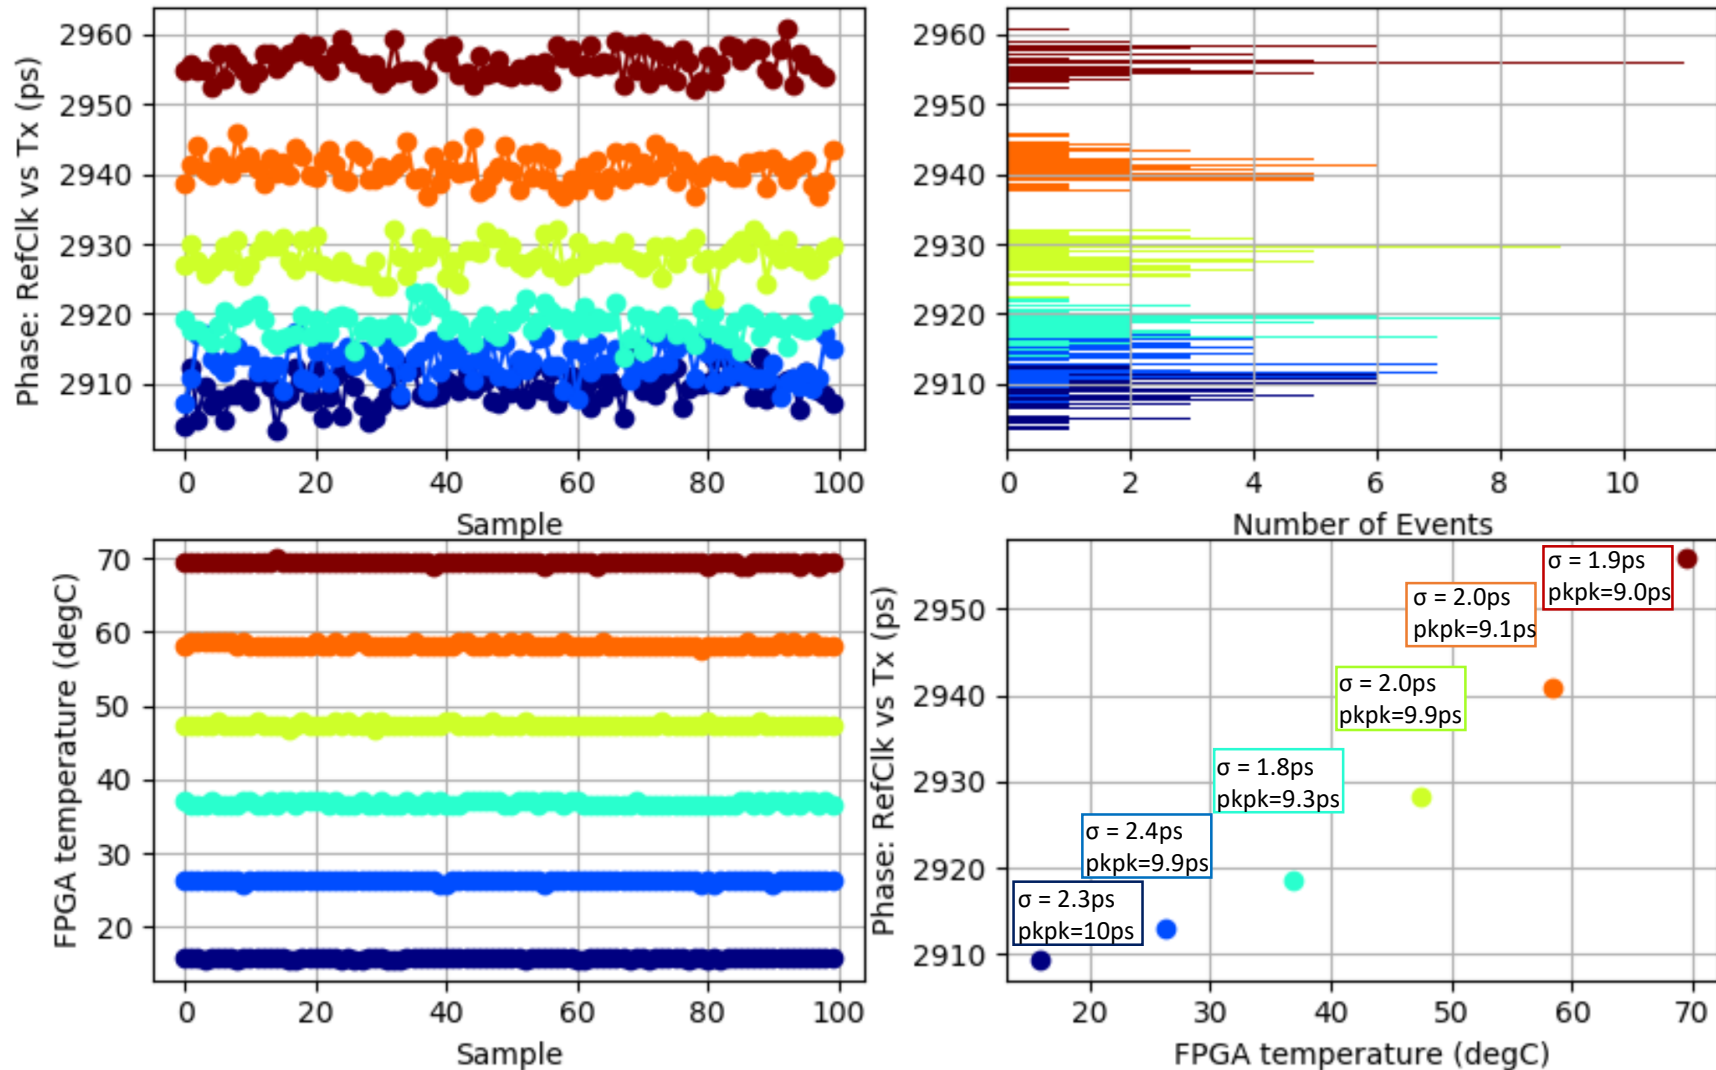 Phase: RefClk vs Tx (ps)
2960
2950
2940
2930
2920
2910
0 20 40 60 80 100
Sample
2960
2950
2940
2930
2920
2910
0 2 4 6 8 10
Number of Events
FPGA temperature (degC)
70
60
50
40
30
20
0 20 40 60 80 100
Sample
Phase: RefClk vs Tx (ps)
2950
2940
2930
2920
2910
σ = 1.9ps
pkpk=9.0ps
σ = 2.0ps
pkpk=9.1ps
σ = 2.0ps
pkpk=9.9ps
σ = 1.8ps
pkpk=9.3ps
σ = 2.4ps
pkpk=9.9ps
σ = 2.3ps
pkpk=10ps
20 30 40 50 60 70
FPGA temperature (degC)